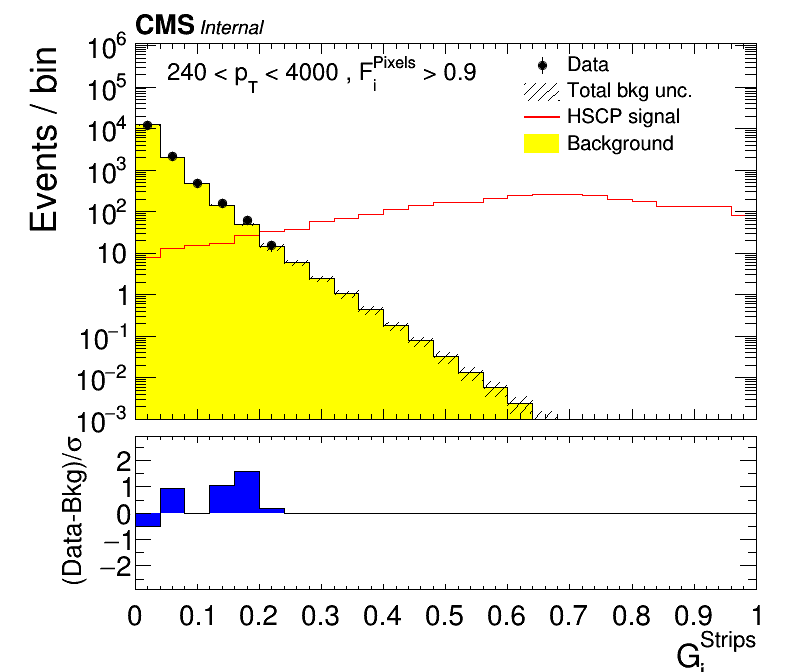 CMS Internal
Events / bin
240 < p_T < 4000 , F_i^Pixels > 0.9
Data
Total bkg unc.
HSCP signal
Background
10^6
10^5
10^4
10^3
10^2
10
1
10^−1
10^−2
10^−3
(Data-Bkg)/σ
2
1
0
−1
−2
0 0.1 0.2 0.3 0.4 0.5 0.6 0.7 0.8 0.9 1
G_i^Strips